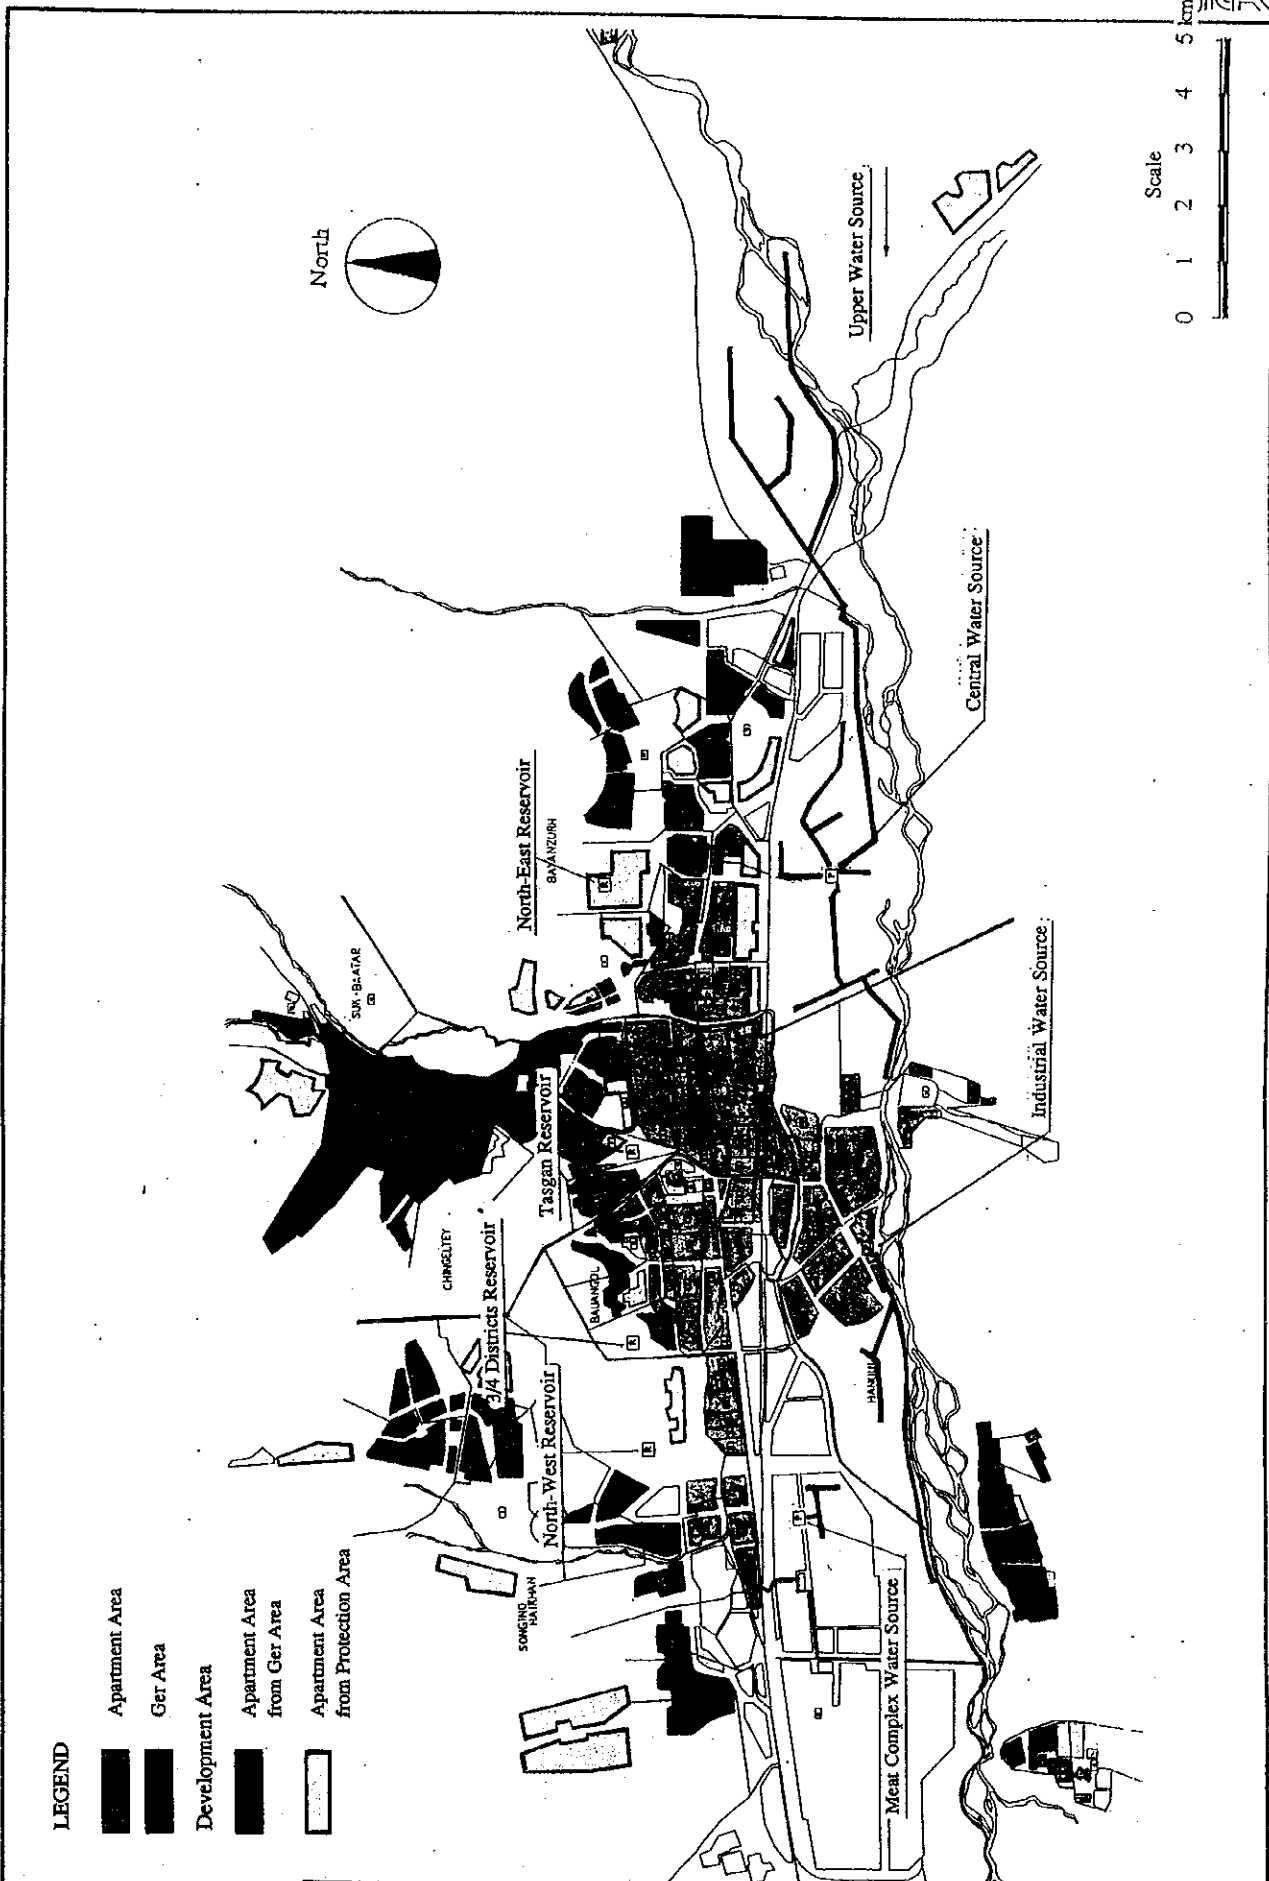 LEGEND
Apartment Area
Ger Area
Development Area
Apartment Area
from Ger Area
Apartment Area
from Protection Area
North
SUK-BAATAR
CHINGELTEY
3/4 Districts Reservoir
North-West Reservoir
SONGINO
HAIRHAN
Tasgan Reservoir
BAUANGOL
North-East Reservoir
BAYANZURH
HANUUL
Meat Complex Water Source
Industrial Water Source
Central Water Source
Upper Water Source
Scale
0 1 2 3 4 5 km
R
R
R
R
P
P